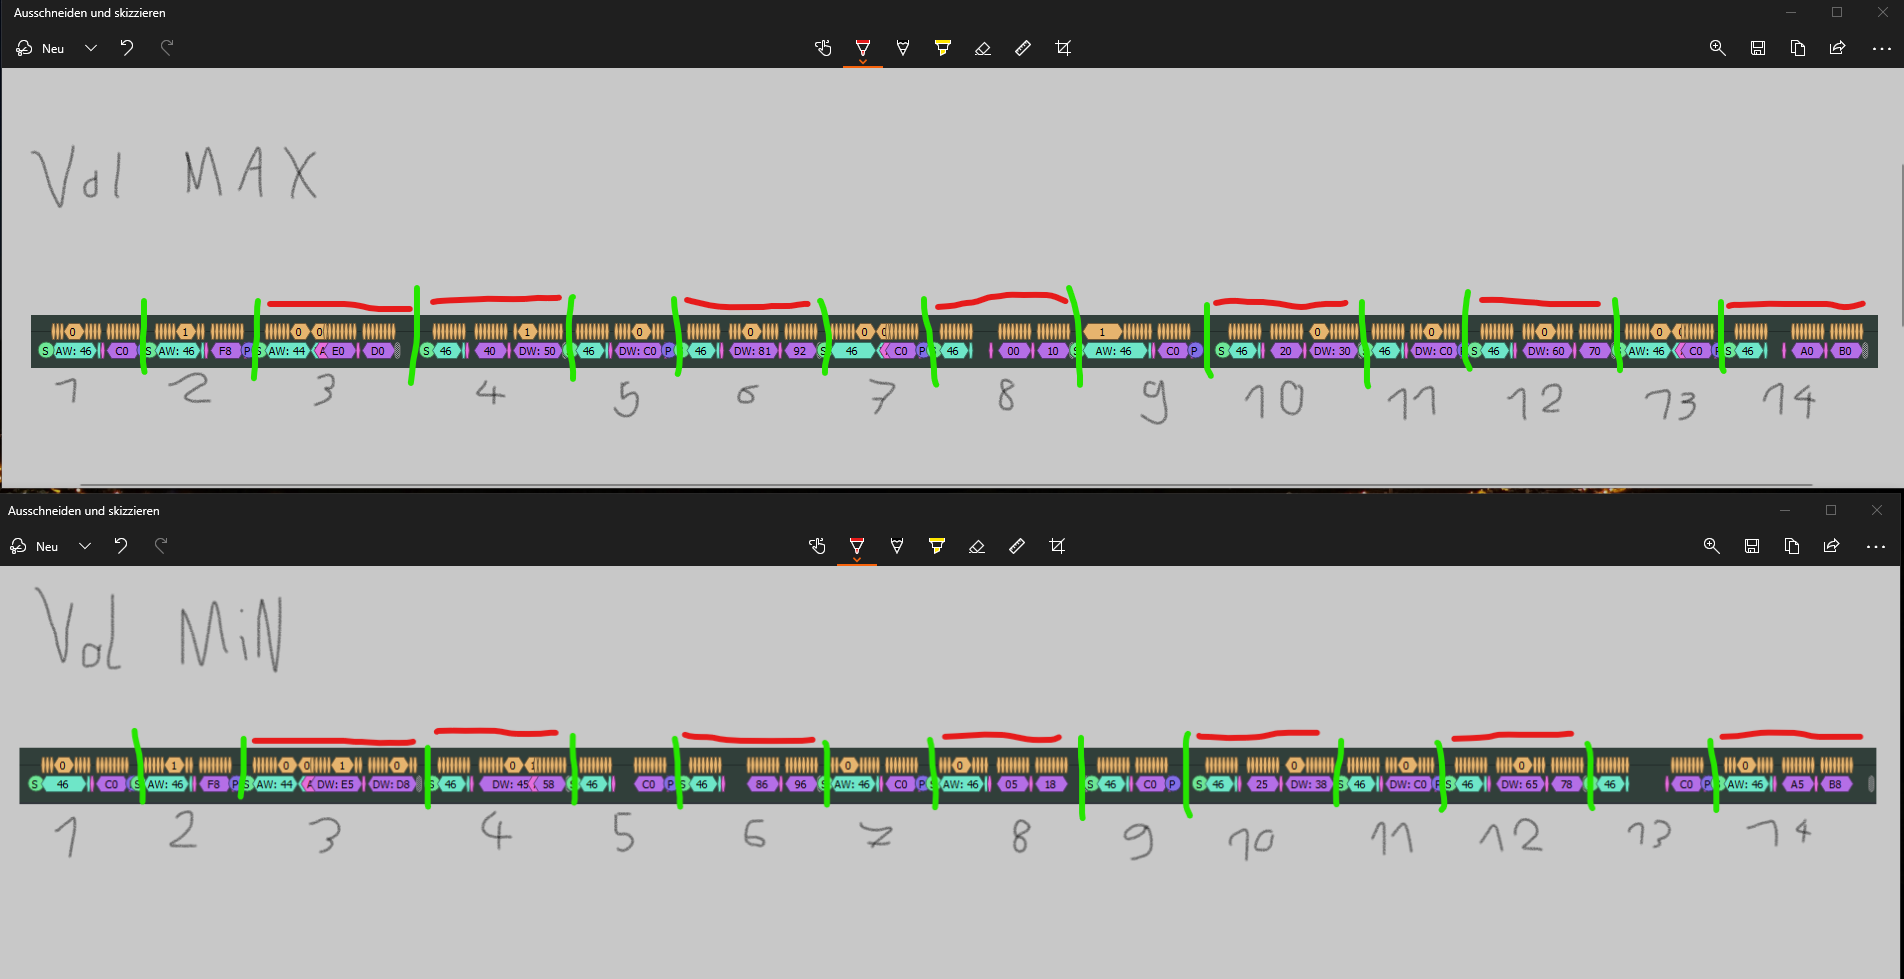 Ausschneiden und skizzieren
Neu
Vol MAX
0 1 0 0 1 0 0 0 0 1 0 0 0 0
S AW: 46 C0 S AW: 46 F8 P S AW: 44 A E0 D0 S 46 40 DW: 50 46 DW: C0 P 46 DW: 81 92 S 46 C0 P S 46 00 10 S AW: 46 C0 P S 46 20 DW: 30 46 DW: C0 S 46 DW: 60 70 AW: 46 C0 S 46 A0 B0
1 2 3 4 5 6 7 8 9 10 11 12 13 14
Ausschneiden und skizzieren
Neu
Vol MiN
0 1 0 0 1 0 0 1 0 0 0 0 0 0
S 46 C0 S AW: 46 F8 P S AW: 44 A DW: E5 DW: D8 S 46 DW: 45 58 46 C0 P S 46 86 96 S AW: 46 C0 P AW: 46 05 18 S 46 C0 P S 46 25 DW: 38 S 46 DW: C0 P S 46 DW: 65 78 46 C0 P S AW: 46 A5 B8
1 2 3 4 5 6 7 8 9 10 11 12 13 14